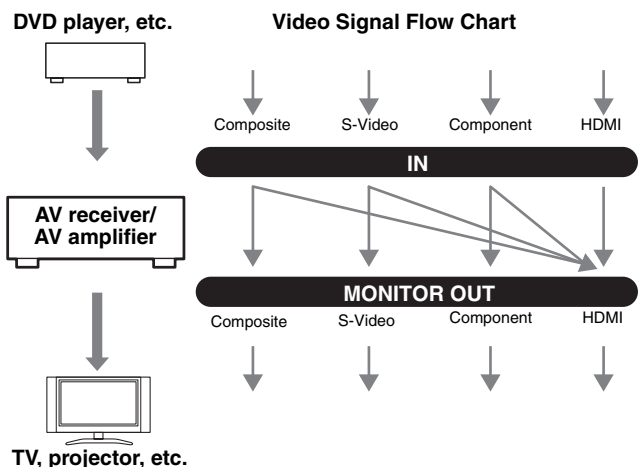 DVD player, etc.
Video Signal Flow Chart
Composite
S-Video
Component
HDMI
IN
AV receiver/
AV amplifier
MONITOR OUT
Composite
S-Video
Component
HDMI
TV, projector, etc.